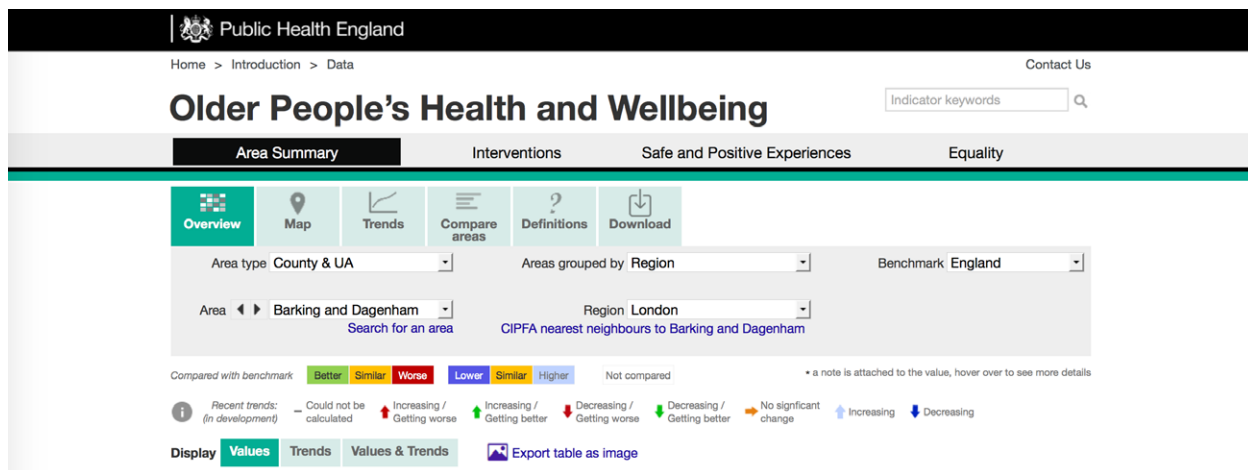 Public Health England
Home > Introduction > Data
Contact Us
Older People's Health and Wellbeing
Indicator keywords
Area Summary Interventions Safe and Positive Experiences Equality
Overview Map Trends Compare areas Definitions Download
Area type County & UA Areas grouped by Region Benchmark England
Area Barking and Dagenham Region London
Search for an area CIPFA nearest neighbours to Barking and Dagenham
Compared with benchmark Better Similar Worse Lower Similar Higher Not compared • a note is attached to the value, hover over to see more details
Recent trends: (in development) – Could not be calculated Increasing / Getting worse Increasing / Getting better Decreasing / Getting worse Decreasing / Getting better No signficant change Increasing Decreasing
Display Values Trends Values & Trends Export table as image